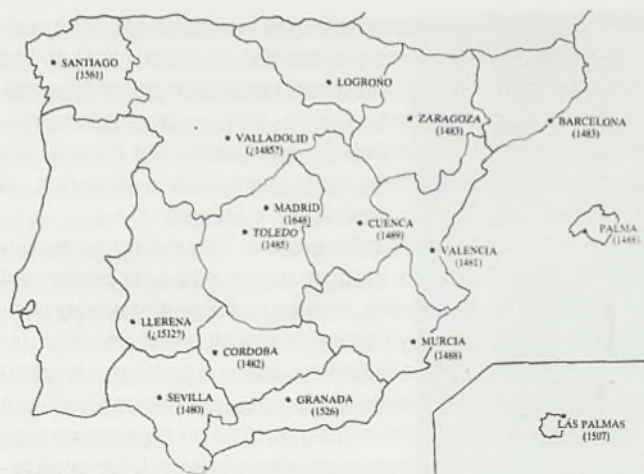 SANTIAGO
(1561)
LOGROÑO
ZARAGOZA
(1483)
BARCELONA
(1483)
VALLADOLID
(¿1485?)
MADRID
(1648)
TOLEDO
(1485)
CUENCA
(1489)
VALENCIA
(1481)
PALMA
(1488)
LLERENA
(¿1512?)
CORDOBA
(1482)
MURCIA
(1488)
SEVILLA
(1480)
GRANADA
(1526)
LAS PALMAS
(1507)